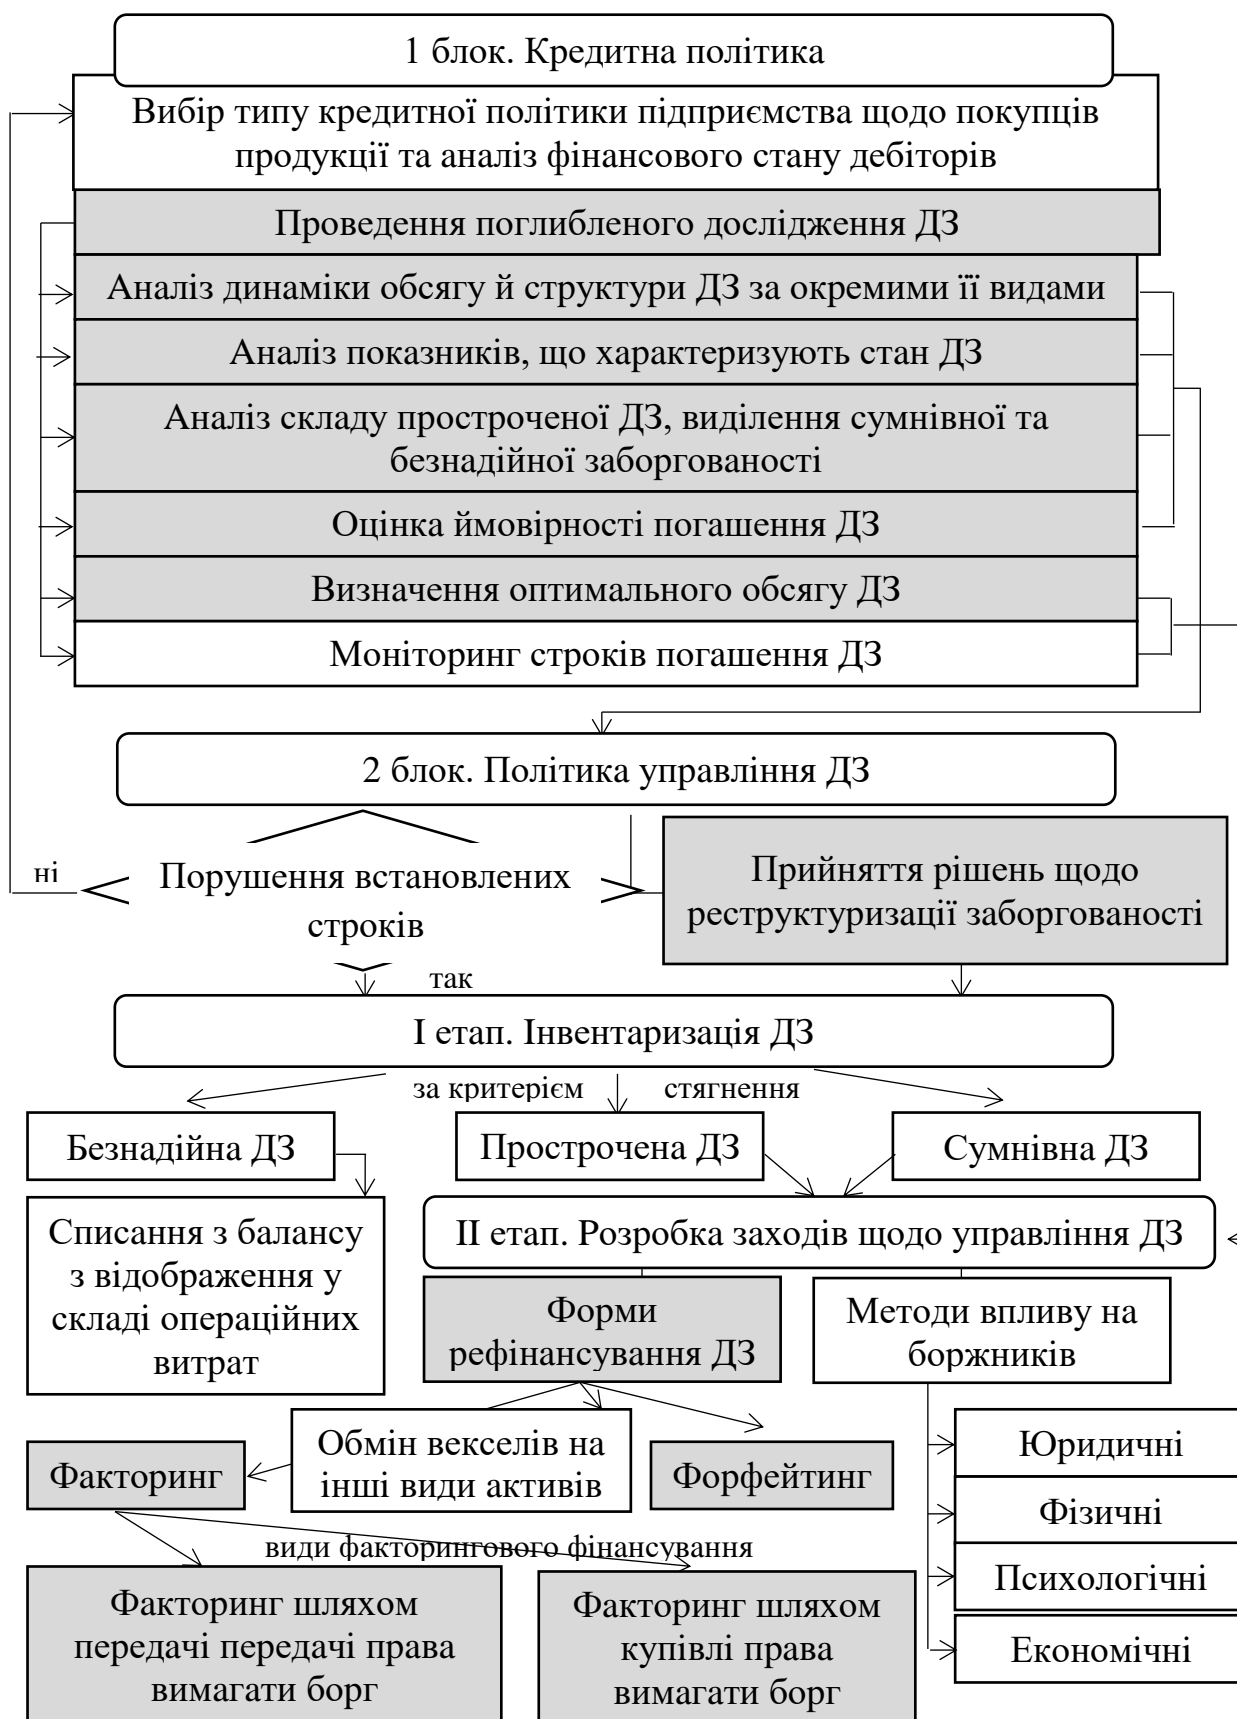 1 блок. Кредитна політика
Вибір типу кредитної політики підприємства щодо покупців
продукції та аналіз фінансового стану дебіторів
Проведення поглибленого дослідження ДЗ
Аналіз динаміки обсягу й структури ДЗ за окремими її видами
Аналіз показників, що характеризують стан ДЗ
Аналіз складу простроченої ДЗ, виділення сумнівної та
безнадійної заборгованості
Оцінка ймовірності погашення ДЗ
Визначення оптимального обсягу ДЗ
Моніторинг строків погашення ДЗ
2 блок. Політика управління ДЗ
ні
Порушення встановлених
строків
Прийняття рішень щодо
реструктуризації заборгованості
так
І етап. Інвентаризація ДЗ
за критерієм стягнення
Безнадійна ДЗ
Прострочена ДЗ
Сумнівна ДЗ
Списання з балансу
з відображення у
складі операційних
витрат
ІІ етап. Розробка заходів щодо управління ДЗ
Форми
рефінансування ДЗ
Методи впливу на
боржників
Факторинг
Обмін векселів на
інші види активів
Форфейтинг
Юридичні
Фізичні
Психологічні
Економічні
види факторингового фінансування
Факторинг шляхом
передачі передачі права
вимагати борг
Факторинг шляхом
купівлі права
вимагати борг